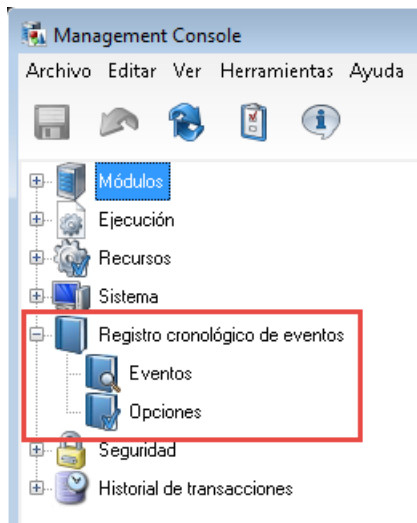 Management Console
Archivo Editar Ver Herramientas Ayuda
Módulos
Ejecución
Recursos
Sistema
Registro cronológico de eventos
Eventos
Opciones
Seguridad
Historial de transacciones